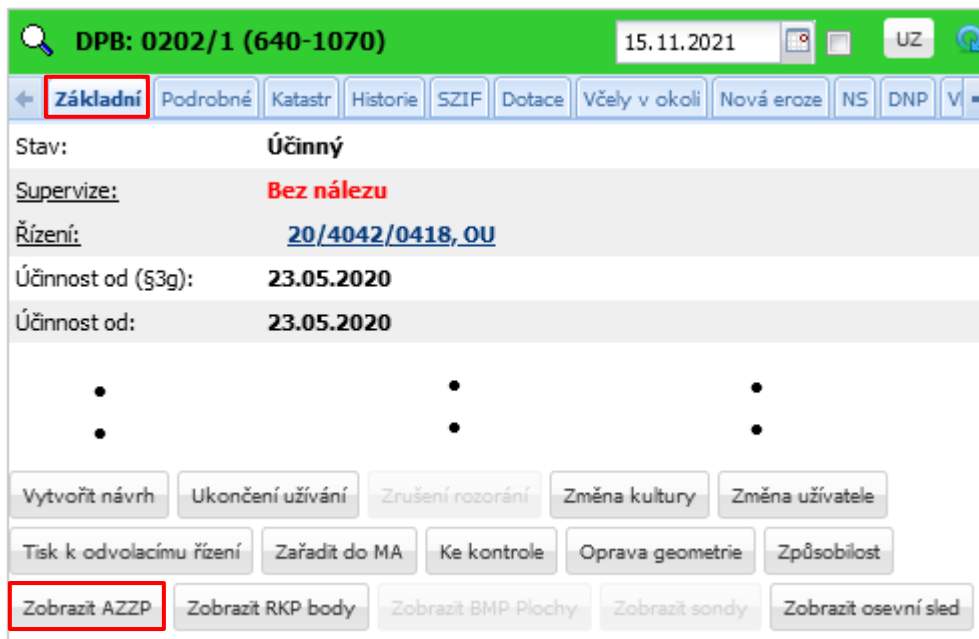 DPB: 0202/1 (640-1070) 15.11.2021 UZ
Základní Podrobné Katastr Historie SZIF Dotace Včely v okolí Nová eroze NS DNP
Stav: Účinný
Supervize: Bez nálezu
Řízení: 20/4042/0418, OU
Účinnost od (§3g): 23.05.2020
Účinnost od: 23.05.2020
Vytvořit návrh Ukončení užívání Zrušení rozorání Změna kultury Změna uživatele
Tisk k odvolacímu řízení Zařadit do MA Ke kontrole Oprava geometrie Způsobilost
Zobrazit AZZP Zobrazit RKP body Zobrazit BMP Plochy Zobrazit sondy Zobrazit osevní sled